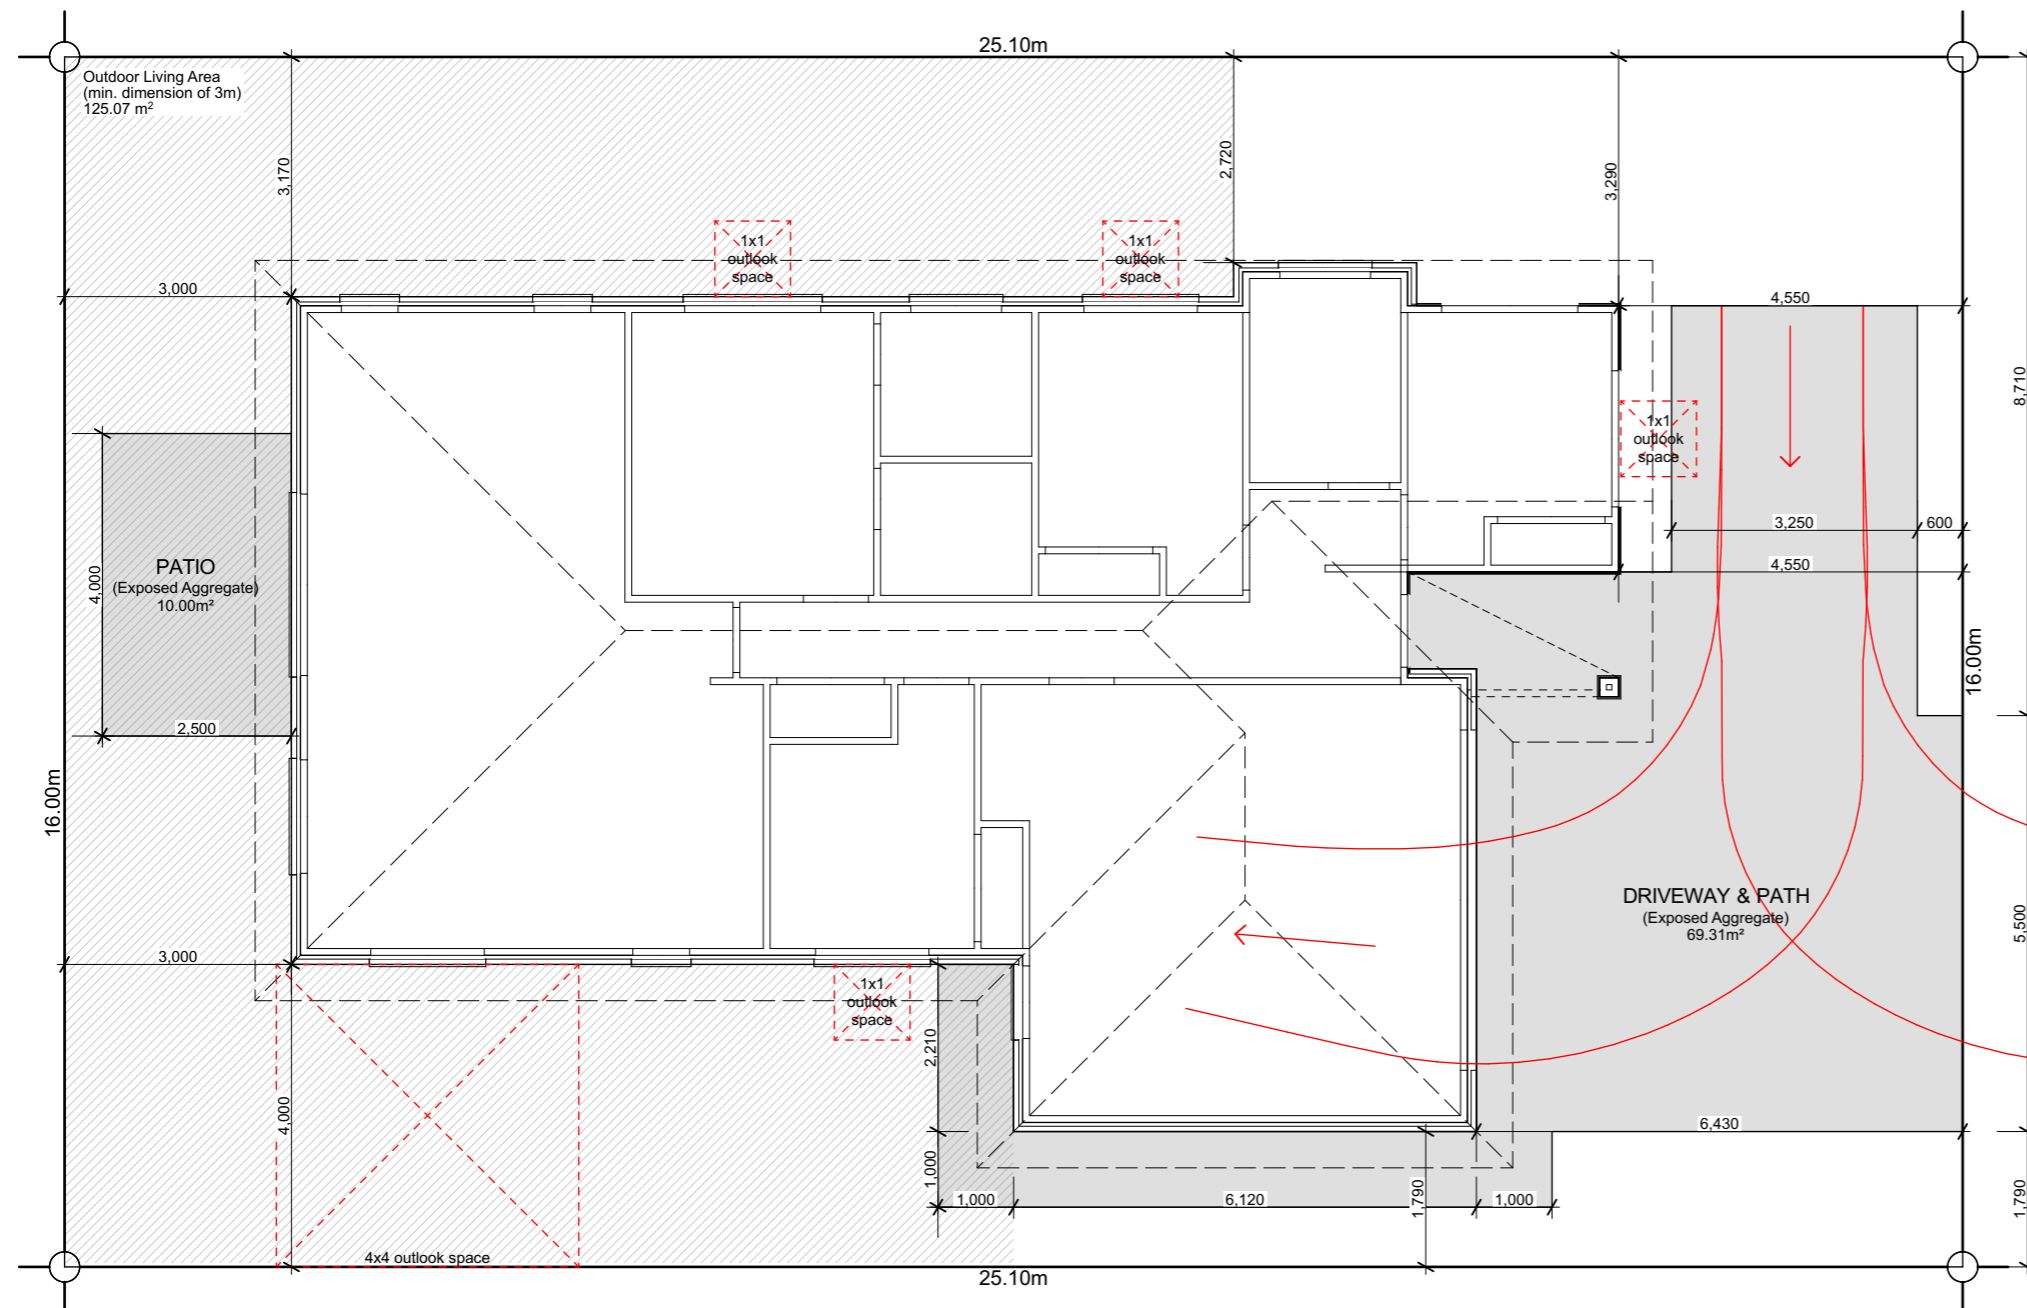 25.10m
Outdoor Living Area
(min. dimension of 3m)
125.07 m²
3,170
2,720
3,290
1x1
outlook
space
1x1
outlook
space
3,000
4,550
8,710
1x1
outlook
space
3,250
600
4,550
PATIO
(Exposed Aggregate)
10.00m²
4,000
2,500
16.00m
16.00m
DRIVEWAY & PATH
(Exposed Aggregate)
69.31m²
5,500
3,000
1x1
outlook
space
2,210
4,000
6,430
1,000
1,000
6,120
1,790
1,000
1,790
4x4 outlook space
25.10m